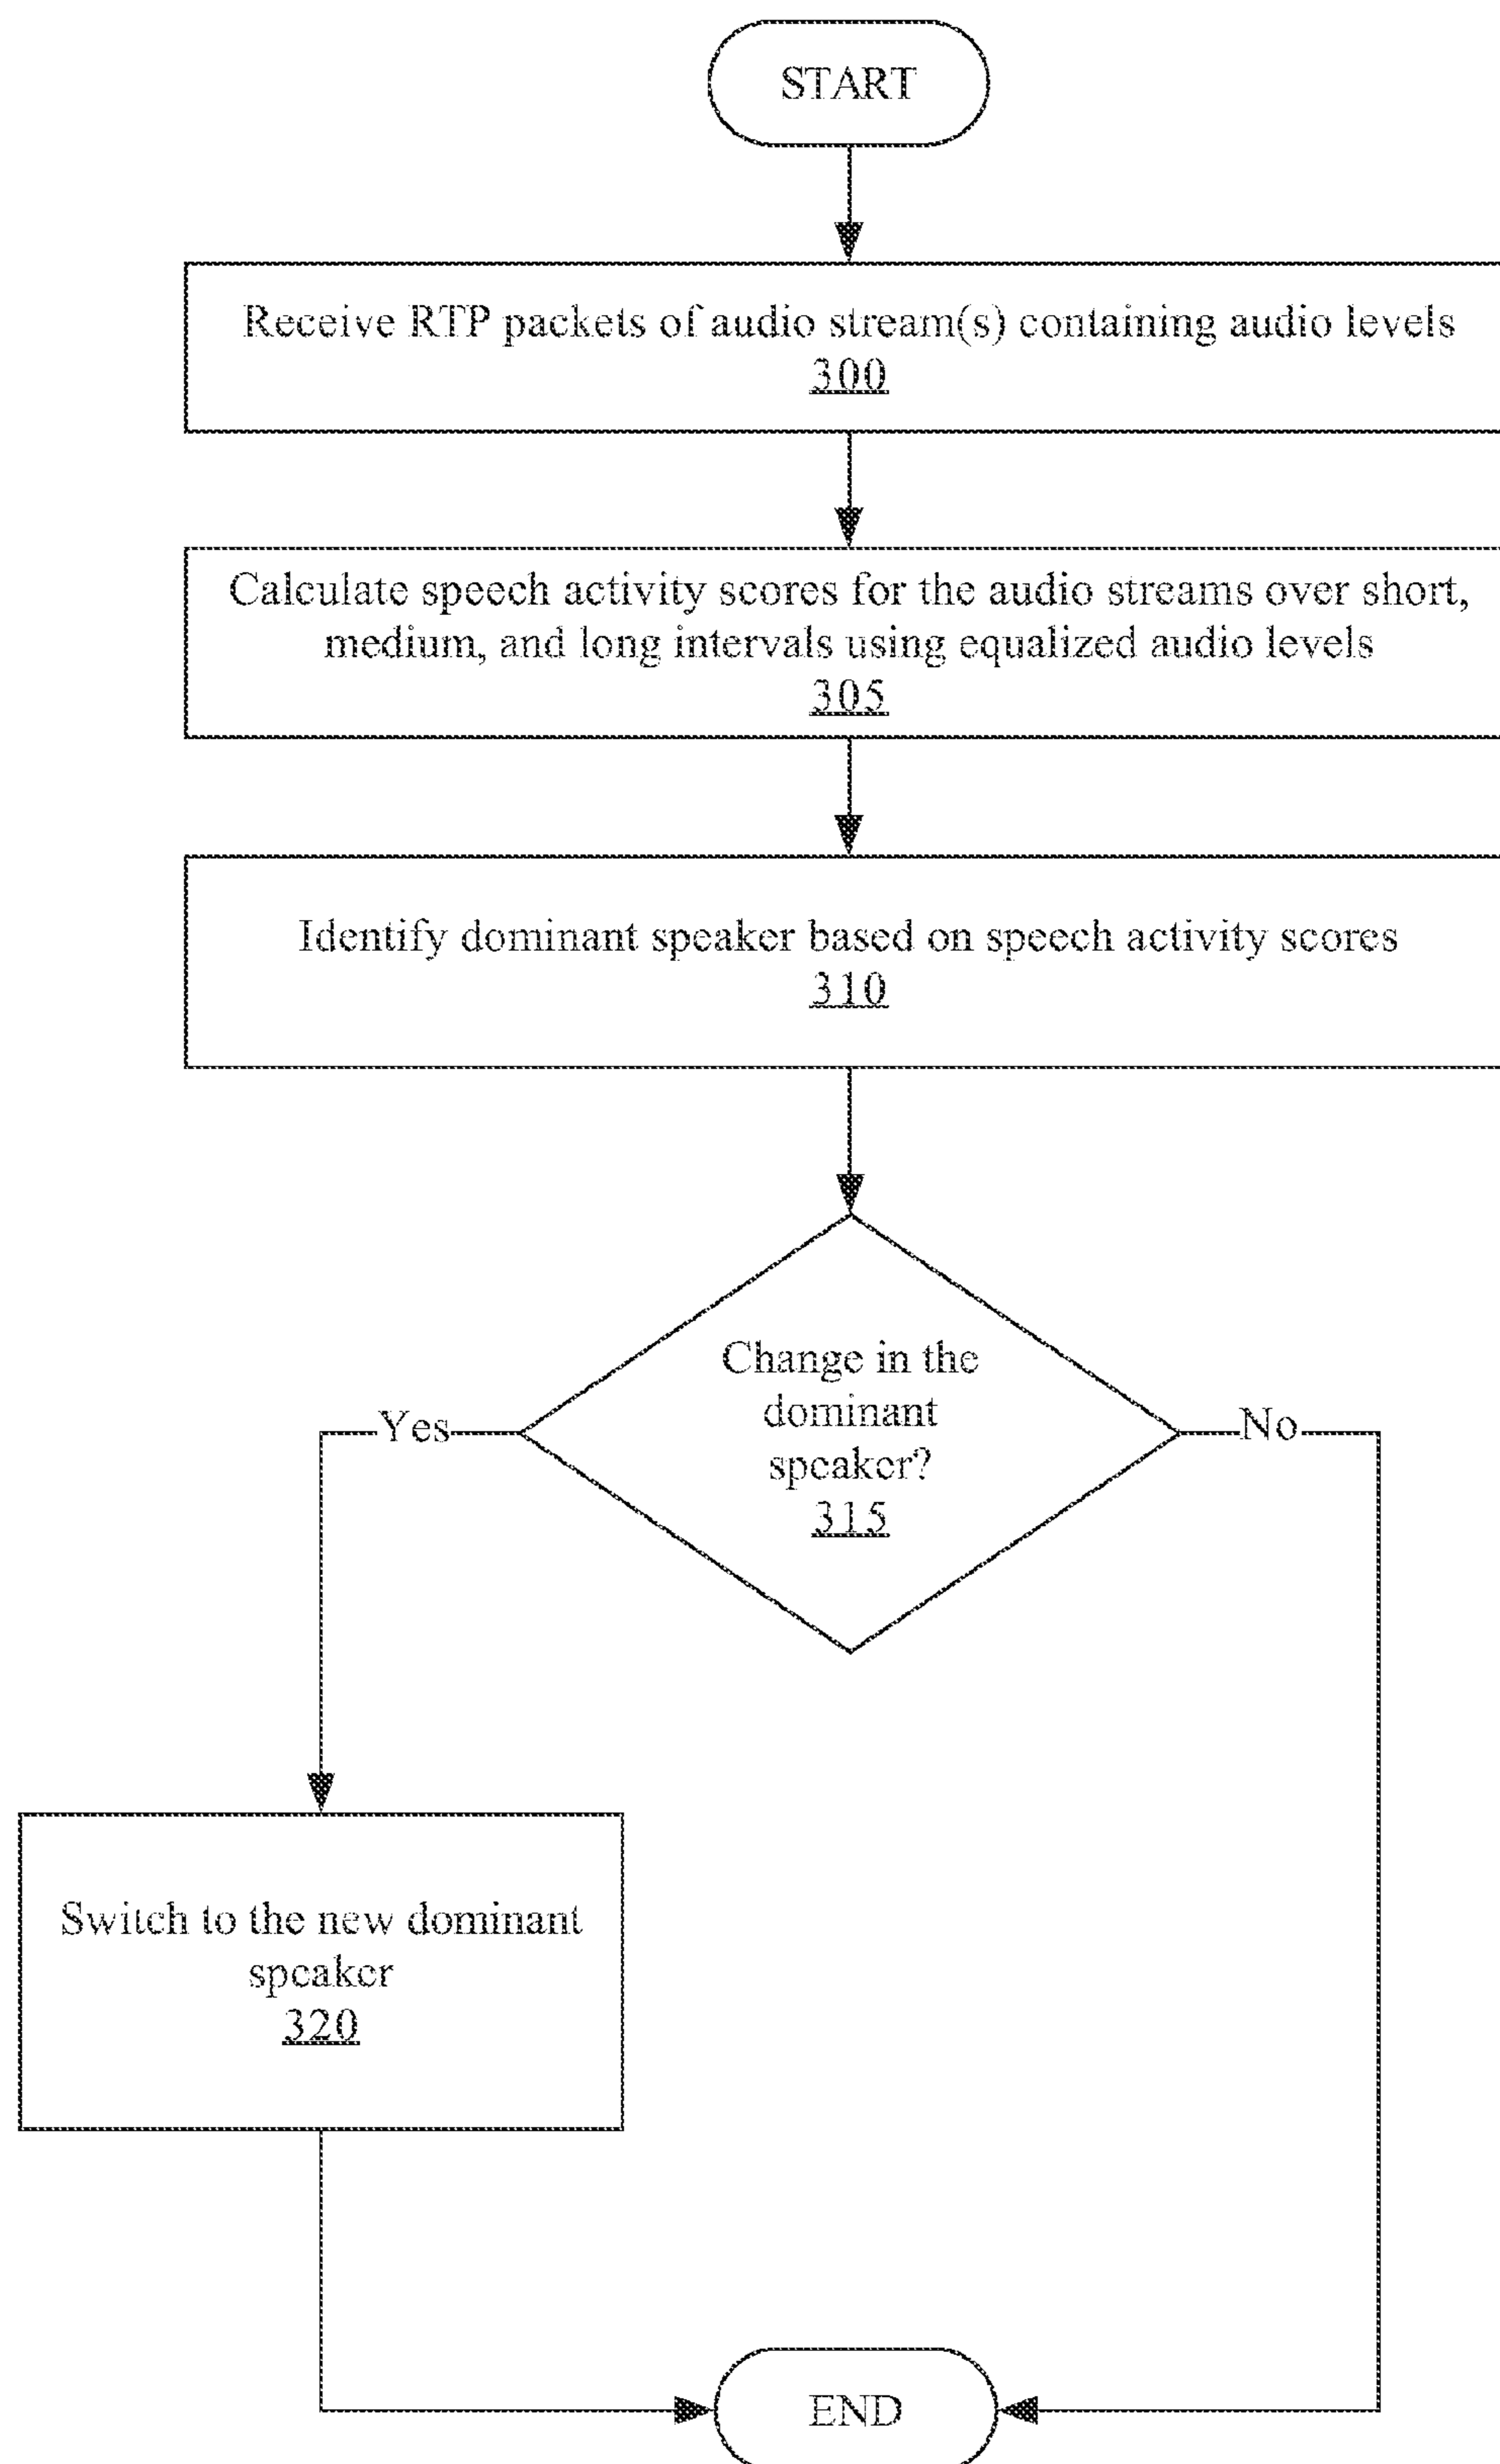 START
Receive RTP packets of audio stream(s) containing audio levels
300
Calculate speech activity scores for the audio streams over short,
medium, and long intervals using equalized audio levels
305
Identify dominant speaker based on speech activity scores
310
Change in the
dominant
speaker?
315
Yes
No
Switch to the new dominant
speaker
320
END